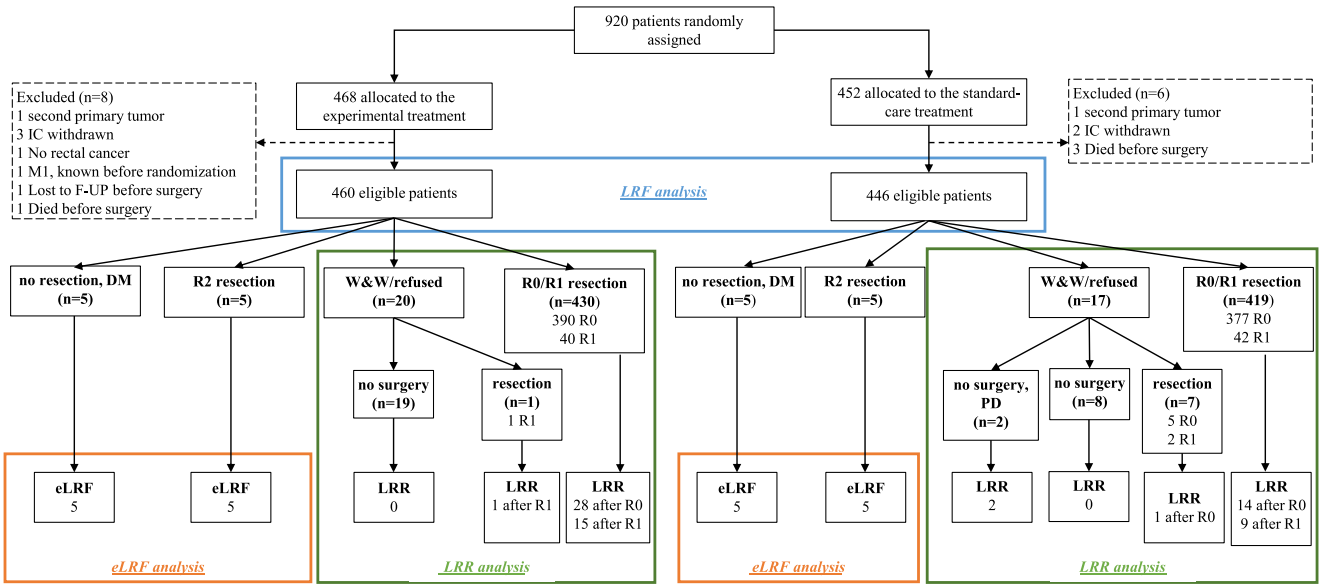 920 patients randomly
assigned
Excluded (n=8)
1 second primary tumor
3 IC withdrawn
1 No rectal cancer
1 M1, known before randomization
1 Lost to F-UP before surgery
1 Died before surgery
468 allocated to the
experimental treatment
452 allocated to the standard-
care treatment
Excluded (n=6)
1 second primary tumor
2 IC withdrawn
3 Died before surgery
460 eligible patients
LRF analysis
446 eligible patients
no resection, DM
(n=5)
R2 resection
(n=5)
W&W/refused
(n=20)
R0/R1 resection
(n=430)
390 R0
40 R1
no resection, DM
(n=5)
R2 resection
(n=5)
W&W/refused
(n=17)
R0/R1 resection
(n=419)
377 R0
42 R1
no surgery
(n=19)
resection
(n=1)
1 R1
no surgery,
PD
(n=2)
no surgery
(n=8)
resection
(n=7)
5 R0
2 R1
eLRF
5
eLRF
5
LRR
0
LRR
1 after R1
LRR
28 after R0
15 after R1
eLRF
5
eLRF
5
LRR
2
LRR
0
LRR
1 after R0
LRR
14 after R0
9 after R1
eLRF analysis
LRR analysis
eLRF analysis
LRR analysis